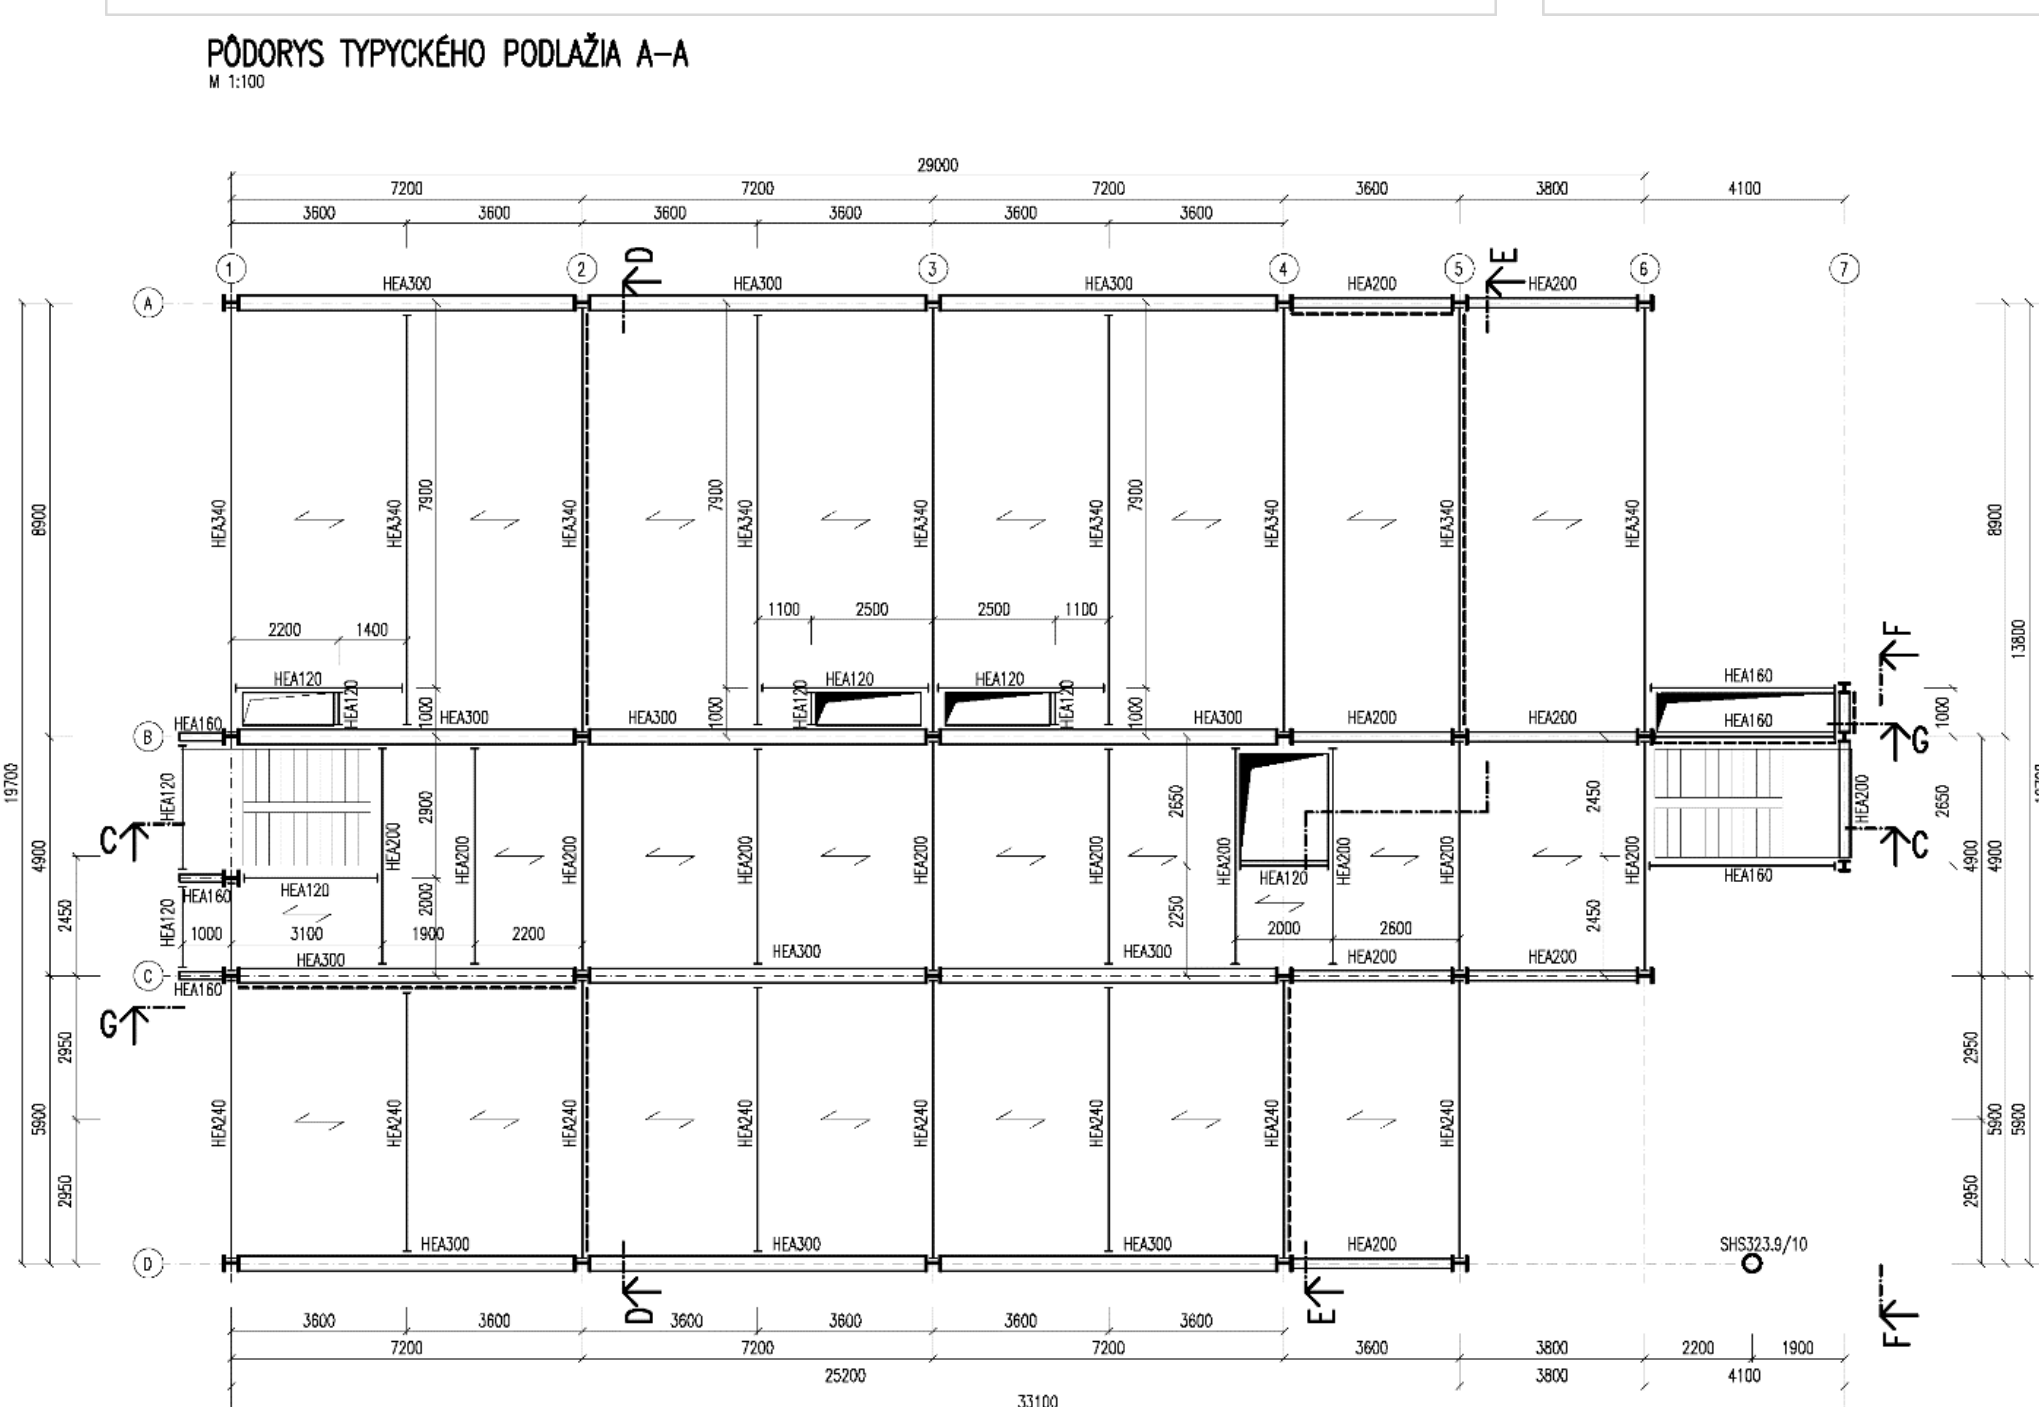 PÔDORYS TYPYCKÉHO PODLAŽIA A–A
M 1:100
29000
7200 7200 7200 3600 3800 4100
3600 3600 3600 3600 3600 3600
D E
1 2 3 4 5 6 7
HEA300 HEA300 HEA300 HEA200 HEA200
A
7900 7900 7900
8900 HEA340 HEA340 HEA340 HEA340 HEA340 HEA340 HEA340 HEA340 HEA340 8900
1100 2500 2500 1100
2200 1400
13800
F
HEA120 HEA120 HEA120 HEA160
HEA120 HEA120 HEA120
1000 1000 1000 1000
HEA160 HEA300 HEA300 HEA300 HEA200 HEA200 HEA160
B G
19700
HEA120 2900 2650 2450 HEA200 2650
C C
4900 HEA200 HEA200 HEA200 HEA200 HEA200 HEA200 HEA200 HEA200 HEA200 HEA200 4900 4900
HEA160 HEA120 HEA120 HEA160
2450 HEA120 2000 2250 2450
1000 3100 1900 2200 2000 2600
HEA300 HEA300 HEA300 HEA200 HEA200
C
HEA160
G
2950 2950
5900 HEA240 HEA240 HEA240 HEA240 HEA240 HEA240 HEA240 HEA240 5900 5900
2950 2950
HEA300 HEA300 HEA300 HEA200 SHS323.9/10
D
D E F
3600 3600 3600 3600 3600 3600
7200 7200 7200 3600 3800 2200 1900
25200 3800 4100
33100